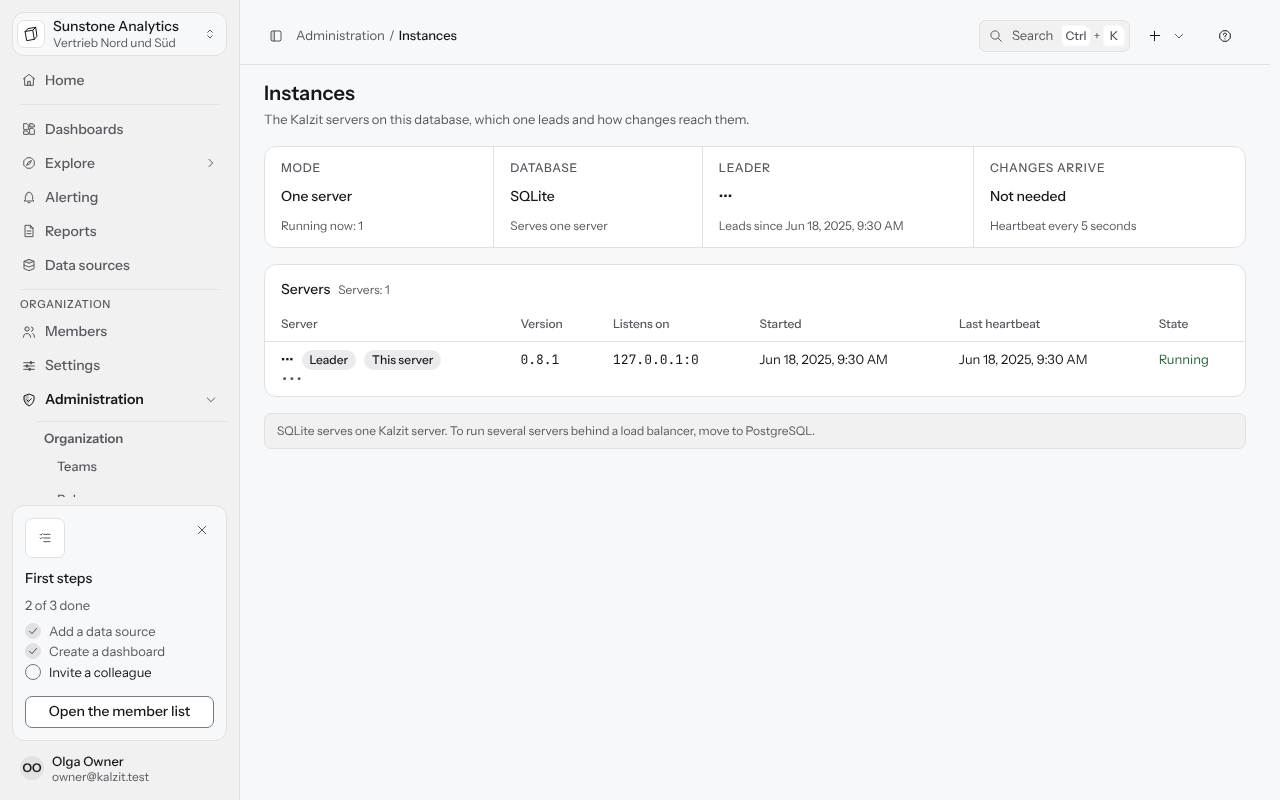 Sunstone Analytics
Vertrieb Nord und Süd
Home
Dashboards
Explore
Alerting
Reports
Data sources
ORGANIZATION
Members
Settings
Administration
Organization
Teams
First steps
2 of 3 done
Add a data source
Create a dashboard
Invite a colleague
Open the member list
OO Olga Owner
owner@kalzit.test
Administration / Instances
Search Ctrl + K
Instances
The Kalzit servers on this database, which one leads and how changes reach them.
MODE
One server
Running now: 1
DATABASE
SQLite
Serves one server
LEADER
...
Leads since Jun 18, 2025, 9:30 AM
CHANGES ARRIVE
Not needed
Heartbeat every 5 seconds
Servers Servers: 1
Server Version Listens on Started Last heartbeat State
... Leader This server 0.8.1 127.0.0.1:0 Jun 18, 2025, 9:30 AM Jun 18, 2025, 9:30 AM Running
...
SQLite serves one Kalzit server. To run several servers behind a load balancer, move to PostgreSQL.